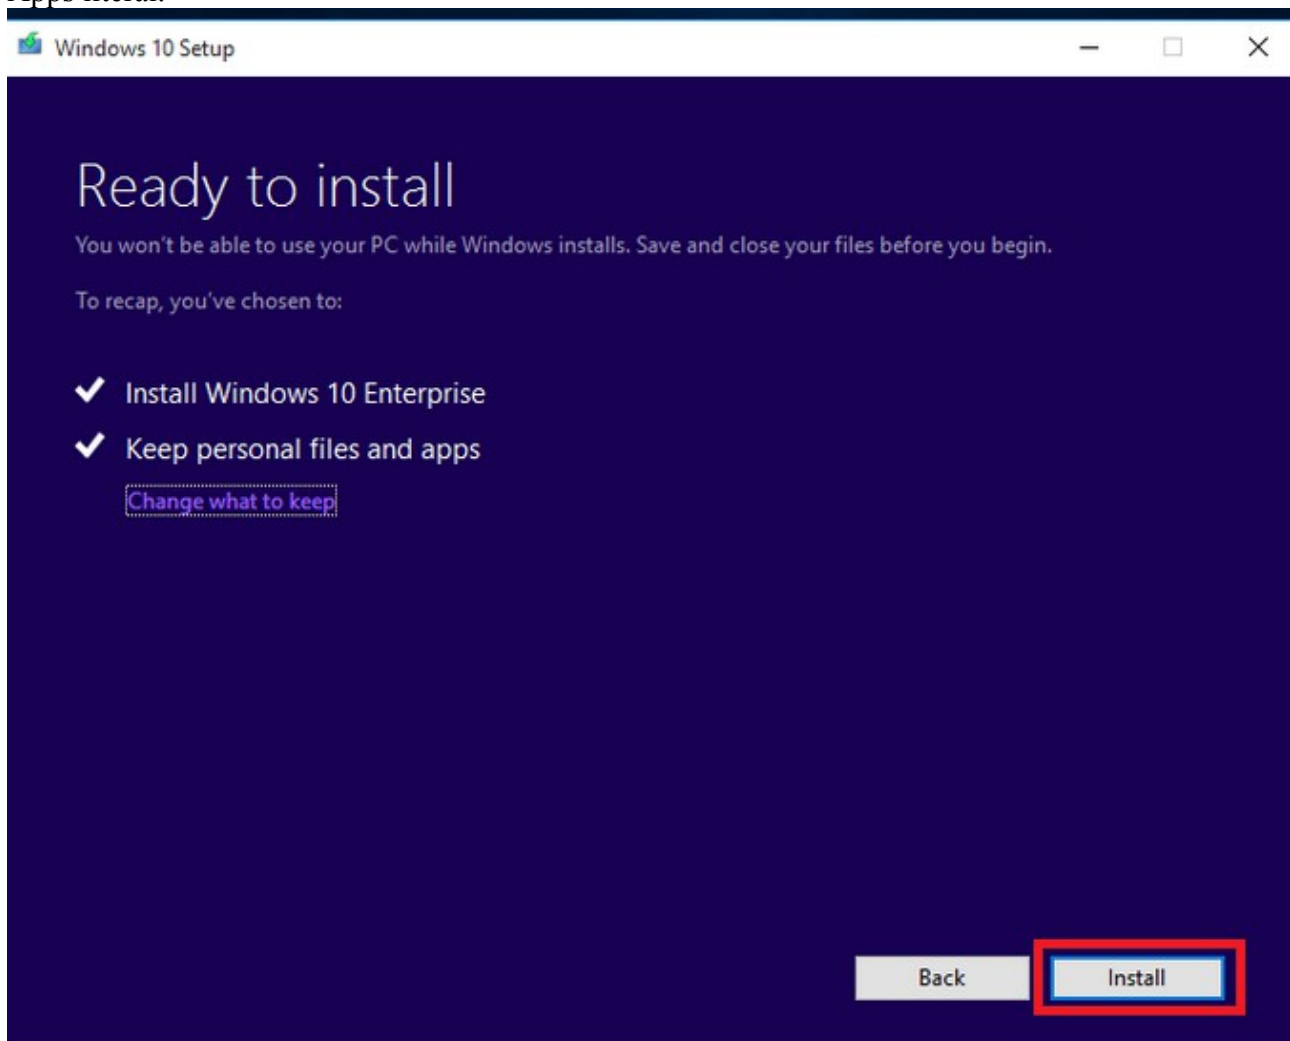 Windows 10 Setup
Ready to install
You won't be able to use your PC while Windows installs. Save and close your files before you begin.
To recap, you've chosen to:
Install Windows 10 Enterprise
Keep personal files and apps
Change what to keep
Back
Install